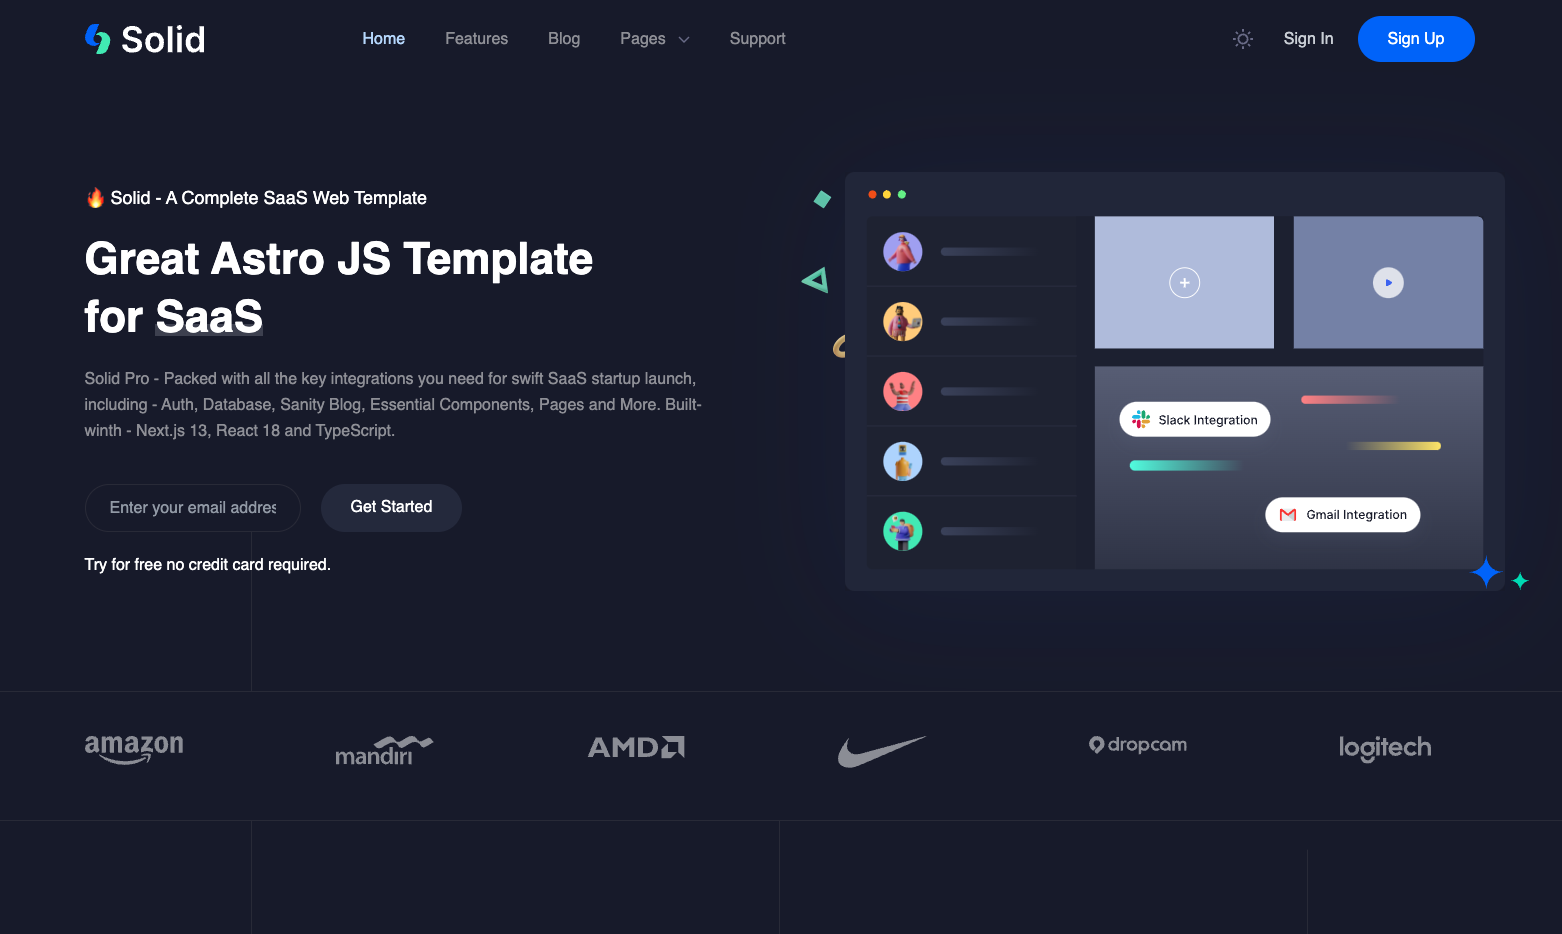 Solid
Home
Features
Blog
Pages
Support
Sign In
Sign Up
🔥 Solid - A Complete SaaS Web Template
Great Astro JS Template
for SaaS
Solid Pro - Packed with all the key integrations you need for swift SaaS startup launch,
including - Auth, Database, Sanity Blog, Essential Components, Pages and More. Built-
winth - Next.js 13, React 18 and TypeScript.
Enter your email addres
Get Started
Try for free no credit card required.
Slack Integration
Gmail Integration
amazon
mandiri
AMD
dropcam
logitech